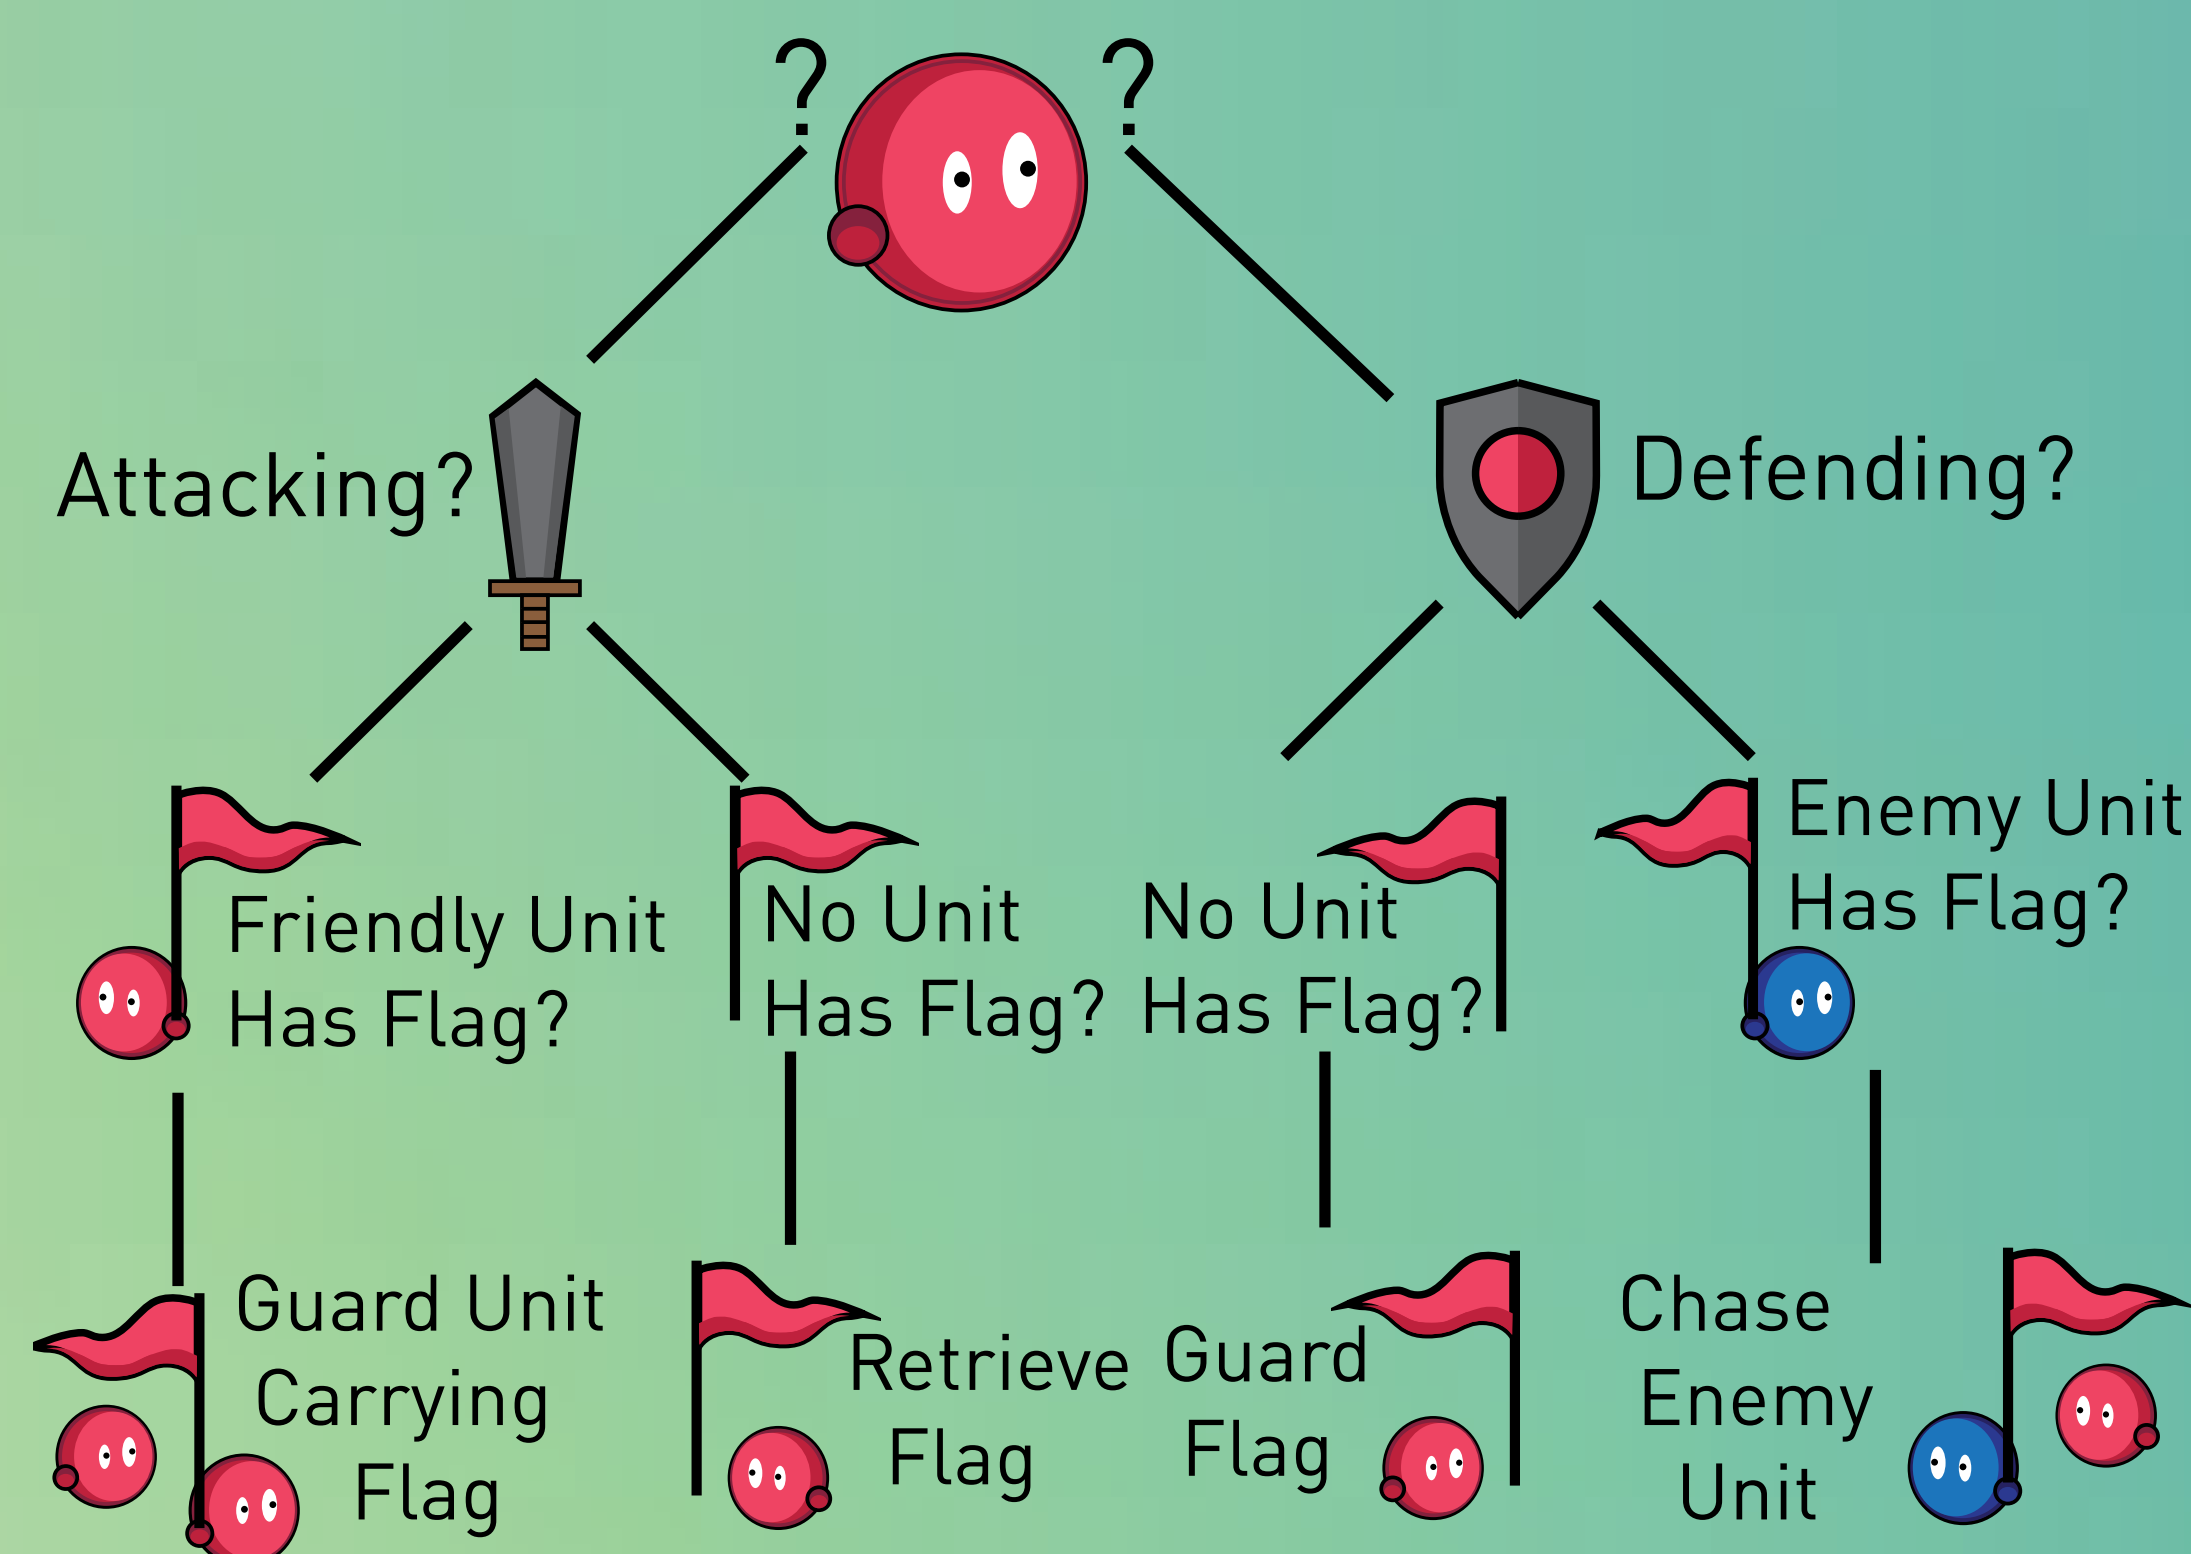 ? ?
Attacking?
Defending?
Friendly Unit
Has Flag?
No Unit
Has Flag?
No Unit
Has Flag?
Enemy Unit
Has Flag?
Guard Unit
Carrying
Flag
Retrieve
Flag
Guard
Flag
Chase
Enemy
Unit